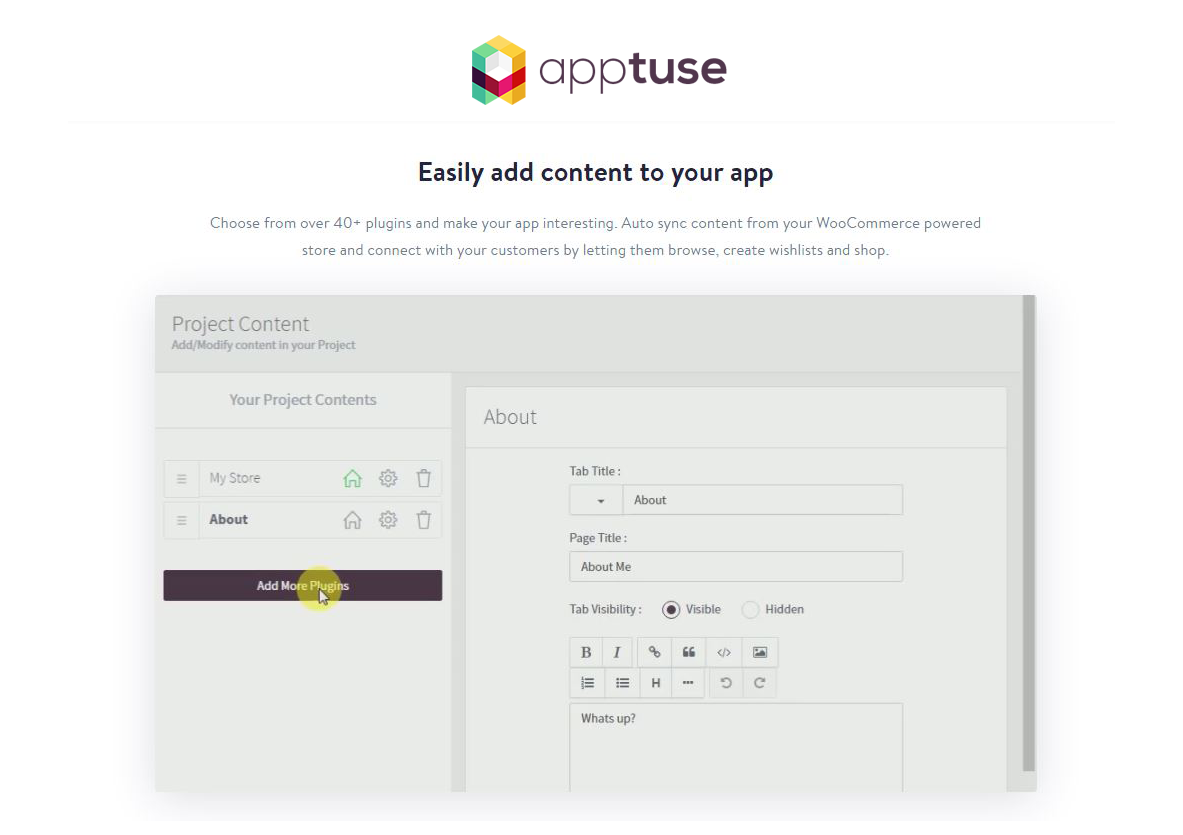 apptuse
Easily add content to your app
Choose from over 40+ plugins and make your app interesting. Auto sync content from your WooCommerce powered
store and connect with your customers by letting them browse, create wishlists and shop.
Project Content
Add/Modify content in your Project
Your Project Contents
My Store
About
Add More Plugins
About
Tab Title :
About
Page Title :
About Me
Tab Visibility :
Visible
Hidden
B I
H
Whats up?